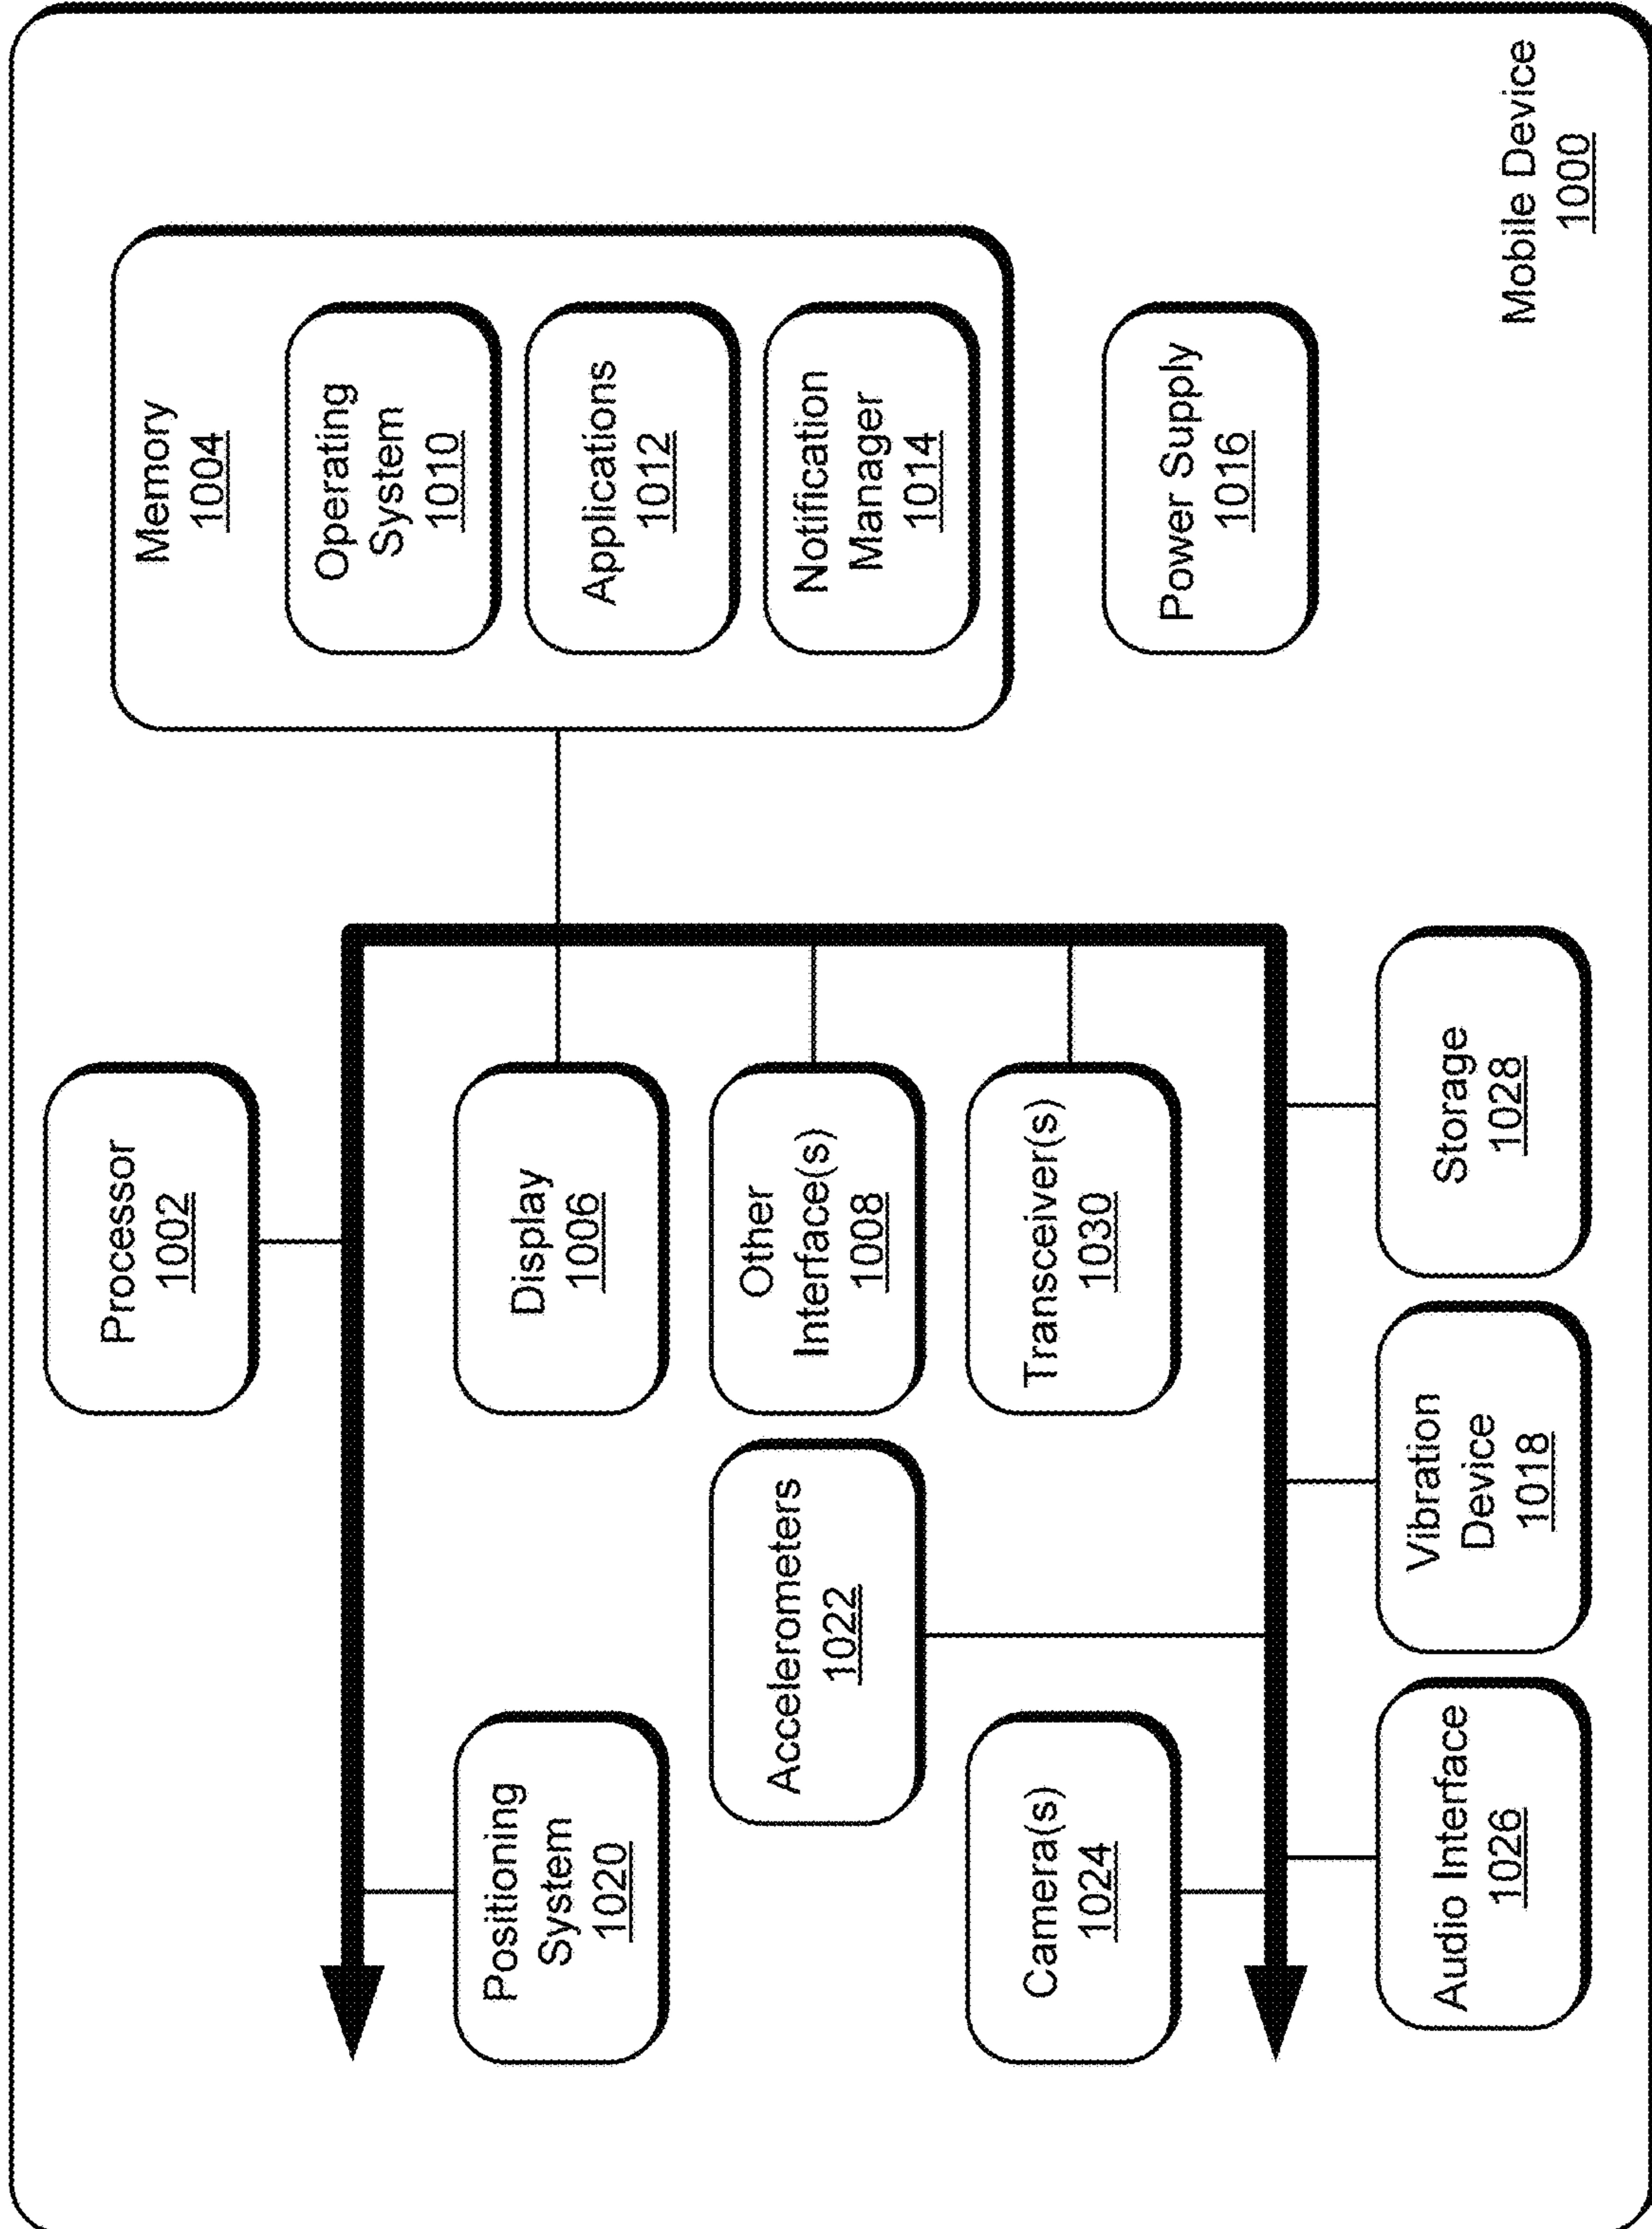 Processor
1002
Memory
1004
Operating
System
1010
Applications
1012
Notification
Manager
1014
Positioning
System
1020
Display
1006
Accelerometers
1022
Other
Interface(s)
1008
Camera(s)
1024
Transceiver(s)
1030
Power Supply
1016
Audio Interface
1026
Vibration
Device
1018
Storage
1028
Mobile Device
1000